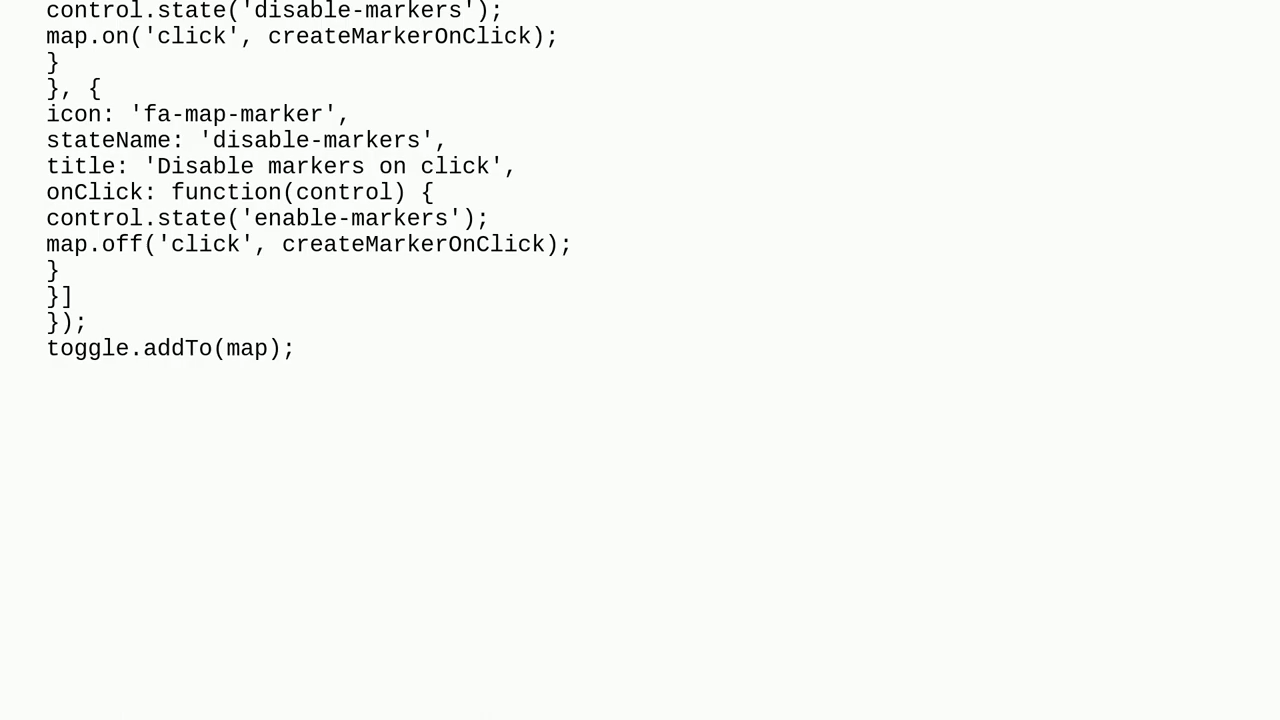 control.state('disable-markers');
map.on('click', createMarkerOnClick);
}
}, {
icon: 'fa-map-marker',
stateName: 'disable-markers',
title: 'Disable markers on click',
onClick: function(control) {
control.state('enable-markers');
map.off('click', createMarkerOnClick);
}
}]
});
toggle.addTo(map);